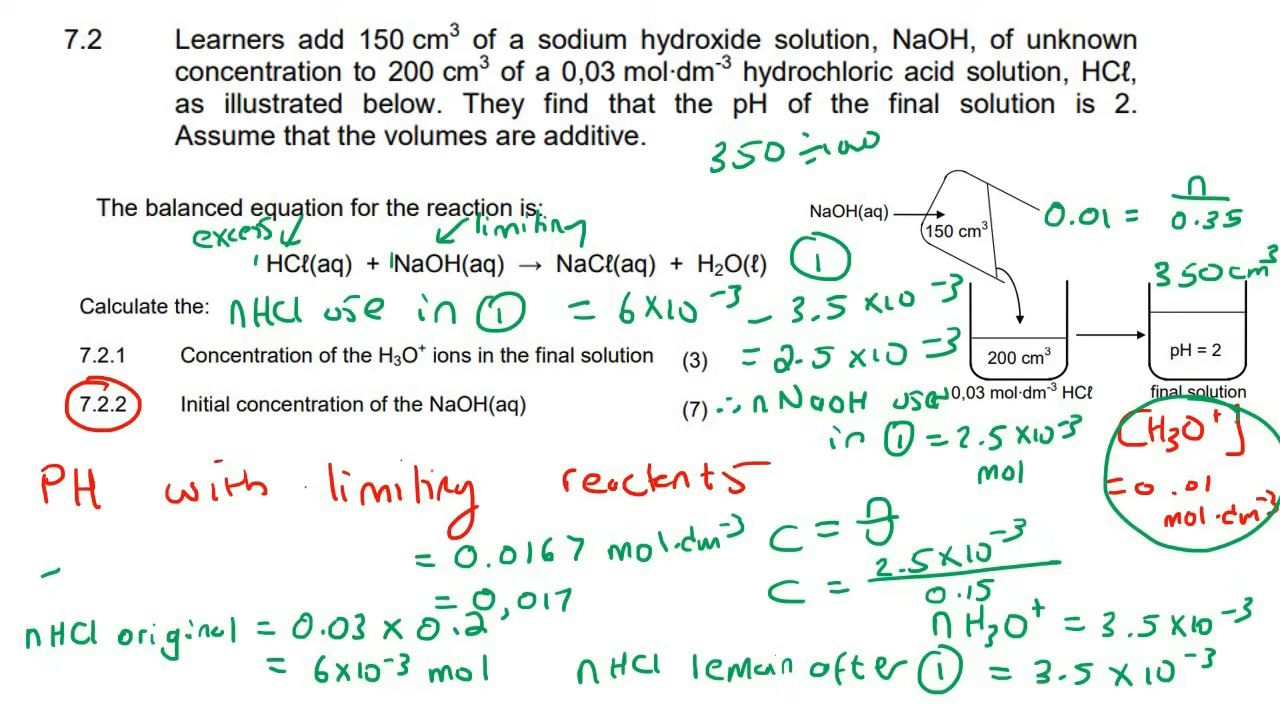 7.2 Learners add 150 cm³ of a sodium hydroxide solution, NaOH, of unknown
concentration to 200 cm³ of a 0,03 mol·dm⁻³ hydrochloric acid solution, HCℓ,
as illustrated below. They find that the pH of the final solution is 2.
Assume that the volumes are additive.
350 ÷ 1000
The balanced equation for the reaction is:
excess
limiting
1 HCℓ(aq) + 1 NaOH(aq) → NaCℓ(aq) + H₂O(ℓ) ①
NaOH(aq)
150 cm³
0.01 = n / 0.35
350 cm³
200 cm³
pH = 2
0,03 mol·dm⁻³ HCℓ
final solution
Calculate the:
nHCl use in ① = 6×10⁻³ - 3.5×10⁻³
= 2.5×10⁻³
7.2.1 Concentration of the H₃O⁺ ions in the final solution (3)
7.2.2 Initial concentration of the NaOH(aq) (7)
∴ n NaOH used
in ① = 2.5×10⁻³
mol
[H₃O⁺]
= 0.01
mol·dm⁻³
PH with limiting reactents
c = n/v
c = 2.5×10⁻³ / 0.15
= 0.0167 mol·dm⁻³
= 0,017
nHCl original = 0.03 × 0.2
= 6×10⁻³ mol
nH₃O⁺ = 3.5×10⁻³
nHCl remain after ① = 3.5×10⁻³